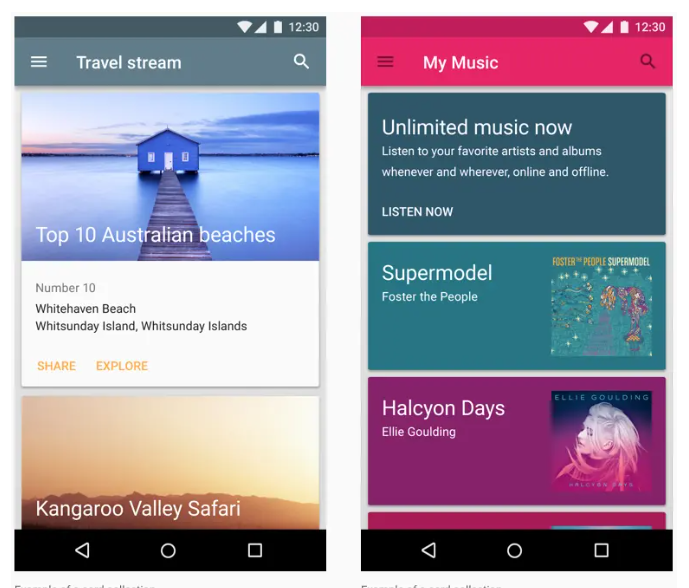 12:30
Travel stream
Top 10 Australian beaches
Number 10
Whitehaven Beach
Whitsunday Island, Whitsunday Islands
SHARE EXPLORE
Kangaroo Valley Safari
12:30
My Music
Unlimited music now
Listen to your favorite artists and albums
whenever and wherever, online and offline.
LISTEN NOW
Supermodel
Foster the People
FOSTER THE PEOPLE SUPERMODEL
Halcyon Days
Ellie Goulding
ELLIE GOULDING
HALCYON DAYS